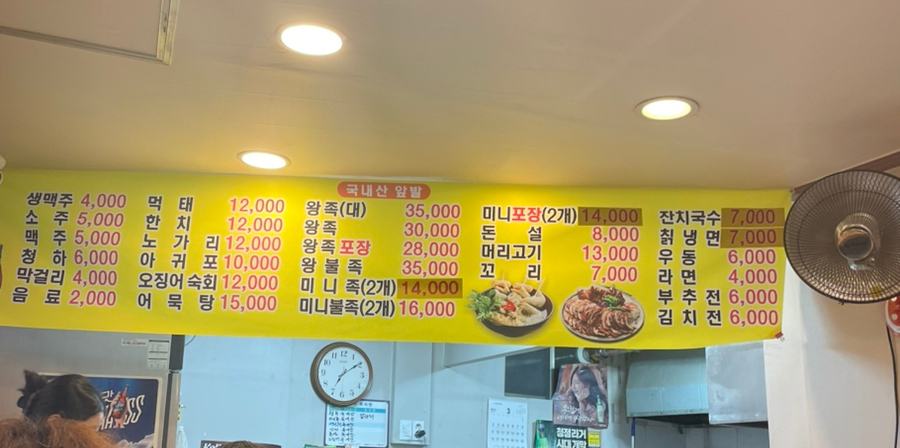 생맥주 4,000
소주 5,000
맥주 5,000
청하 6,000
막걸리 4,000
음료 2,000
먹태 12,000
한치 12,000
노가리 12,000
아귀포 10,000
오징어숙회 12,000
어묵탕 15,000
국내산 앞발
왕족(대) 35,000
왕족 30,000
왕족포장 28,000
왕불족 35,000
미니족(2개) 14,000
미니불족(2개) 16,000
미니포장(2개) 14,000
돈설 8,000
머리고기 13,000
꼬리 7,000
잔치국수 7,000
칡냉면 7,000
우동 6,000
라면 4,000
부추전 6,000
김치전 6,000
3
청정라거